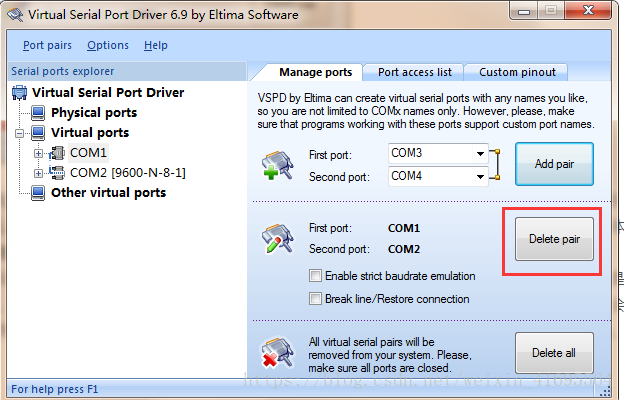 Virtual Serial Port Driver 6.9 by Eltima Software
Port pairs Options Help
Serial ports explorer
Virtual Serial Port Driver
Physical ports
Virtual ports
COM1
COM2 [9600-N-8-1]
Other virtual ports
Manage ports Port access list Custom pinout
VSPD by Eltima can create virtual serial ports with any names you like,
so you are not limited to COMx names only. However, please, make
sure that programs working with these ports support custom port names.
First port: COM3
Second port: COM4
Add pair
First port: COM1
Second port: COM2
Delete pair
Enable strict baudrate emulation
Break line/Restore connection
All virtual serial pairs will be
removed from your system. Please,
make sure all ports are closed.
Delete all
For help press F1